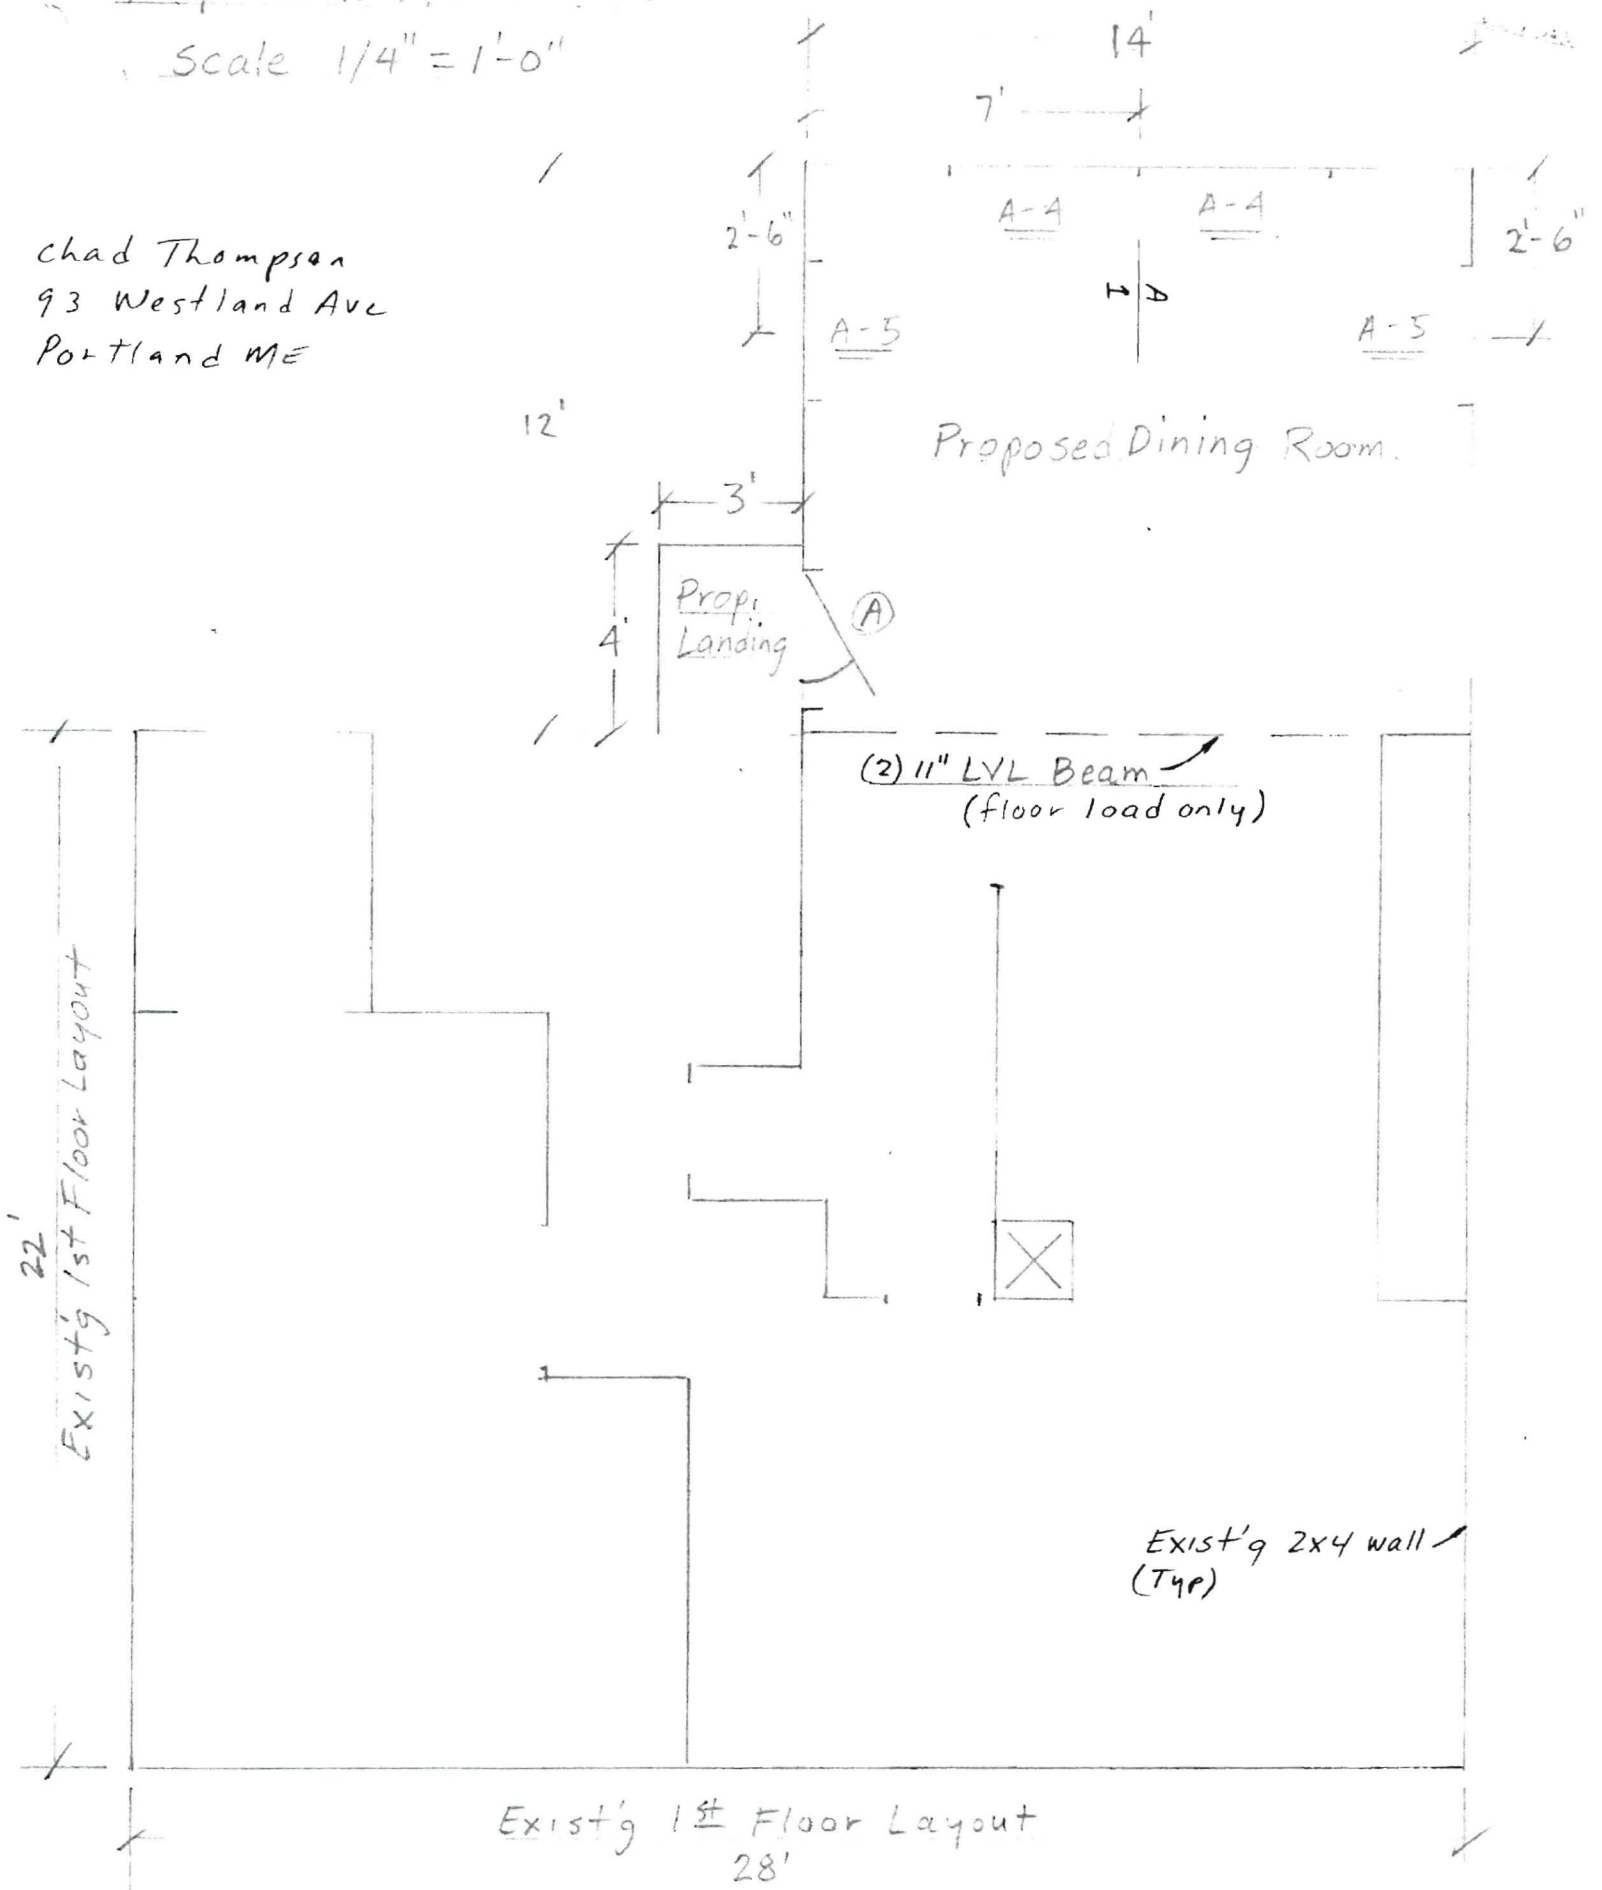 Scale 1/4" = 1'-0"
14'
7'
Chad Thompson
93 Westland Ave
Portland ME
2'-6"
A-4
A-4
2'-6"
A
1
A-5
A-5
12'
Proposed Dining Room.
3'
Prop.
Landing
A
4'
(2) 11" LVL Beam
(floor load only)
Exist'g 1st Floor Layout
22'
Exist'g 2x4 wall
(Typ)
Exist'g 1st Floor Layout
28'